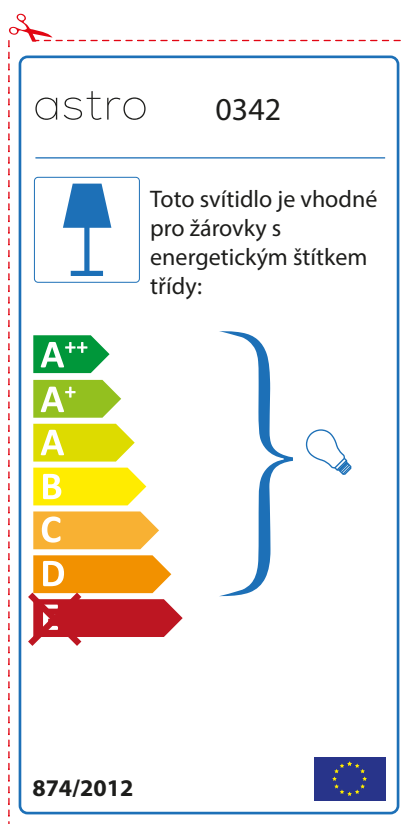 astro 0342
Toto svítidlo je vhodné
pro žárovky s
energetickým štítkem
třídy:
A++
A+
A
B
C
D
E
874/2012